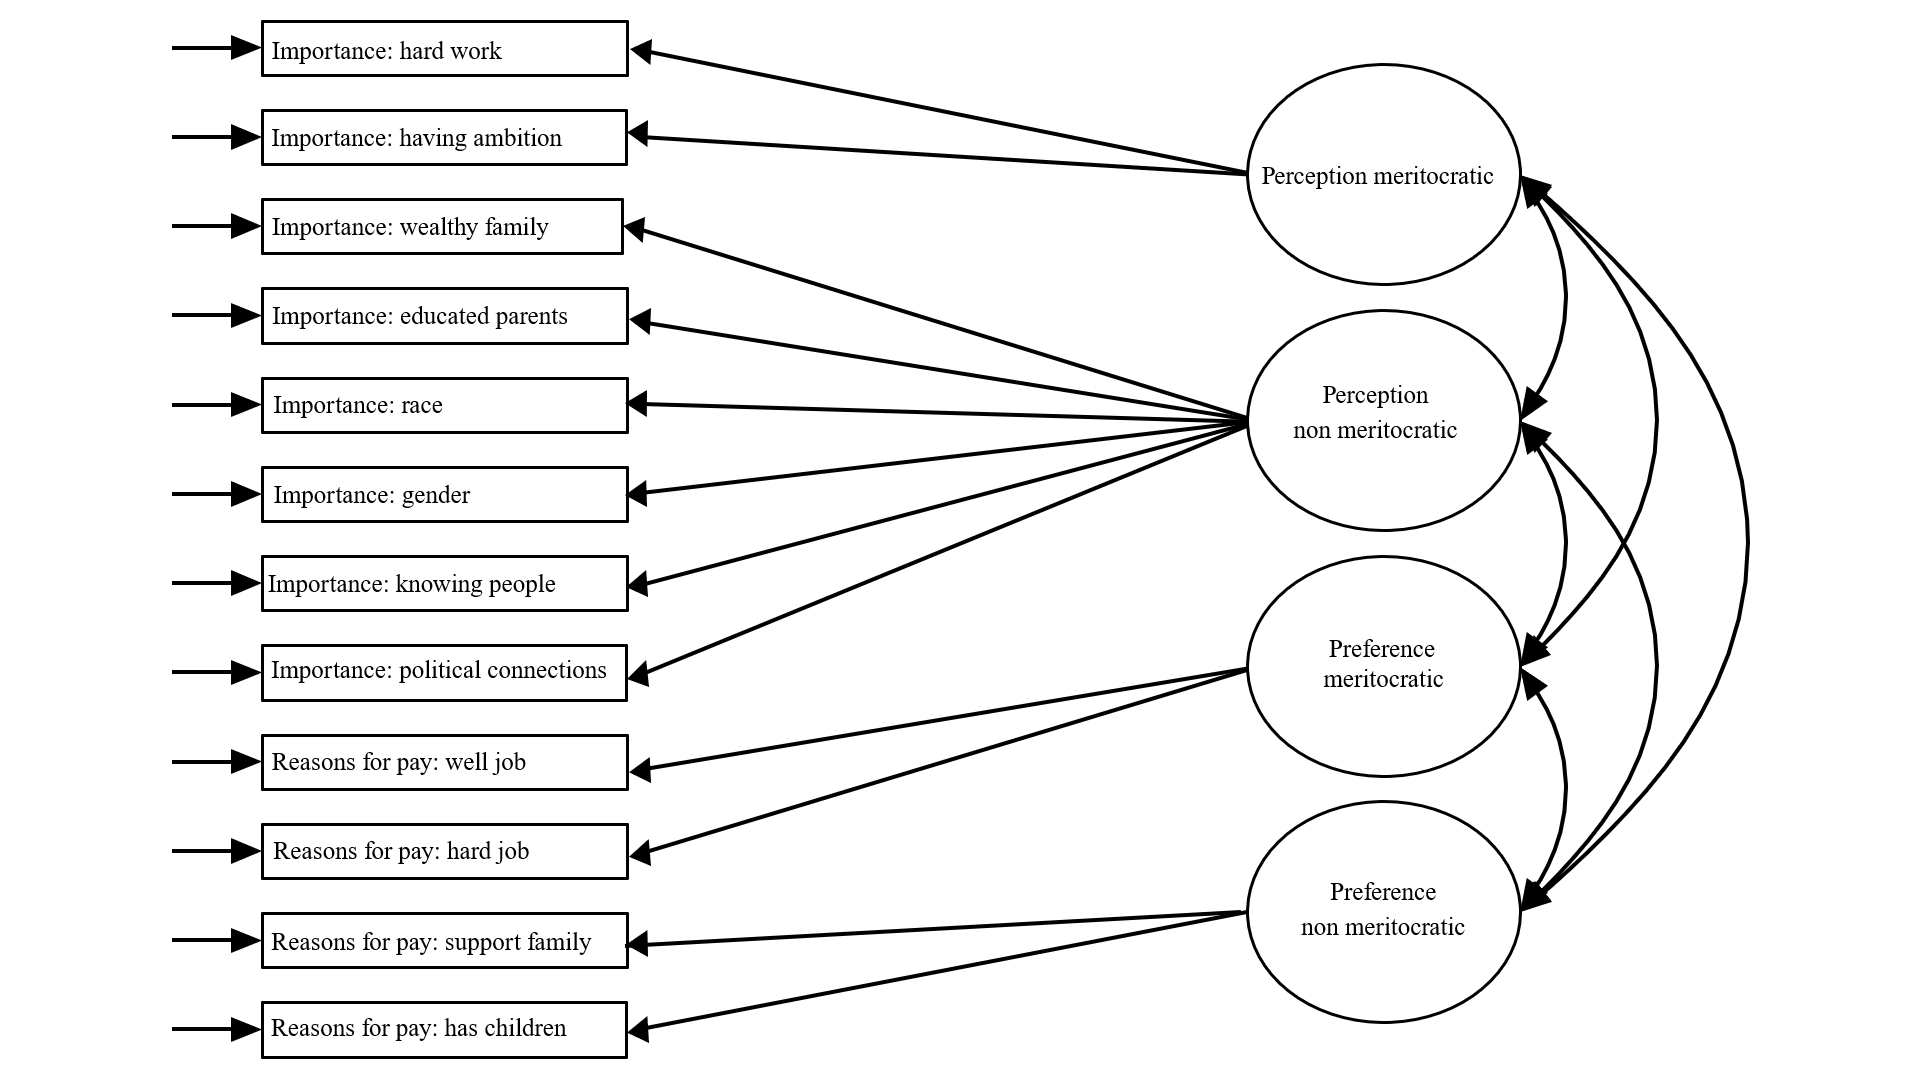 Importance: hard work
Importance: having ambition
Importance: wealthy family
Importance: educated parents
Importance: race
Importance: gender
Importance: knowing people
Importance: political connections
Reasons for pay: well job
Reasons for pay: hard job
Reasons for pay: support family
Reasons for pay: has children
Perception meritocratic
Perception
non meritocratic
Preference
meritocratic
Preference
non meritocratic